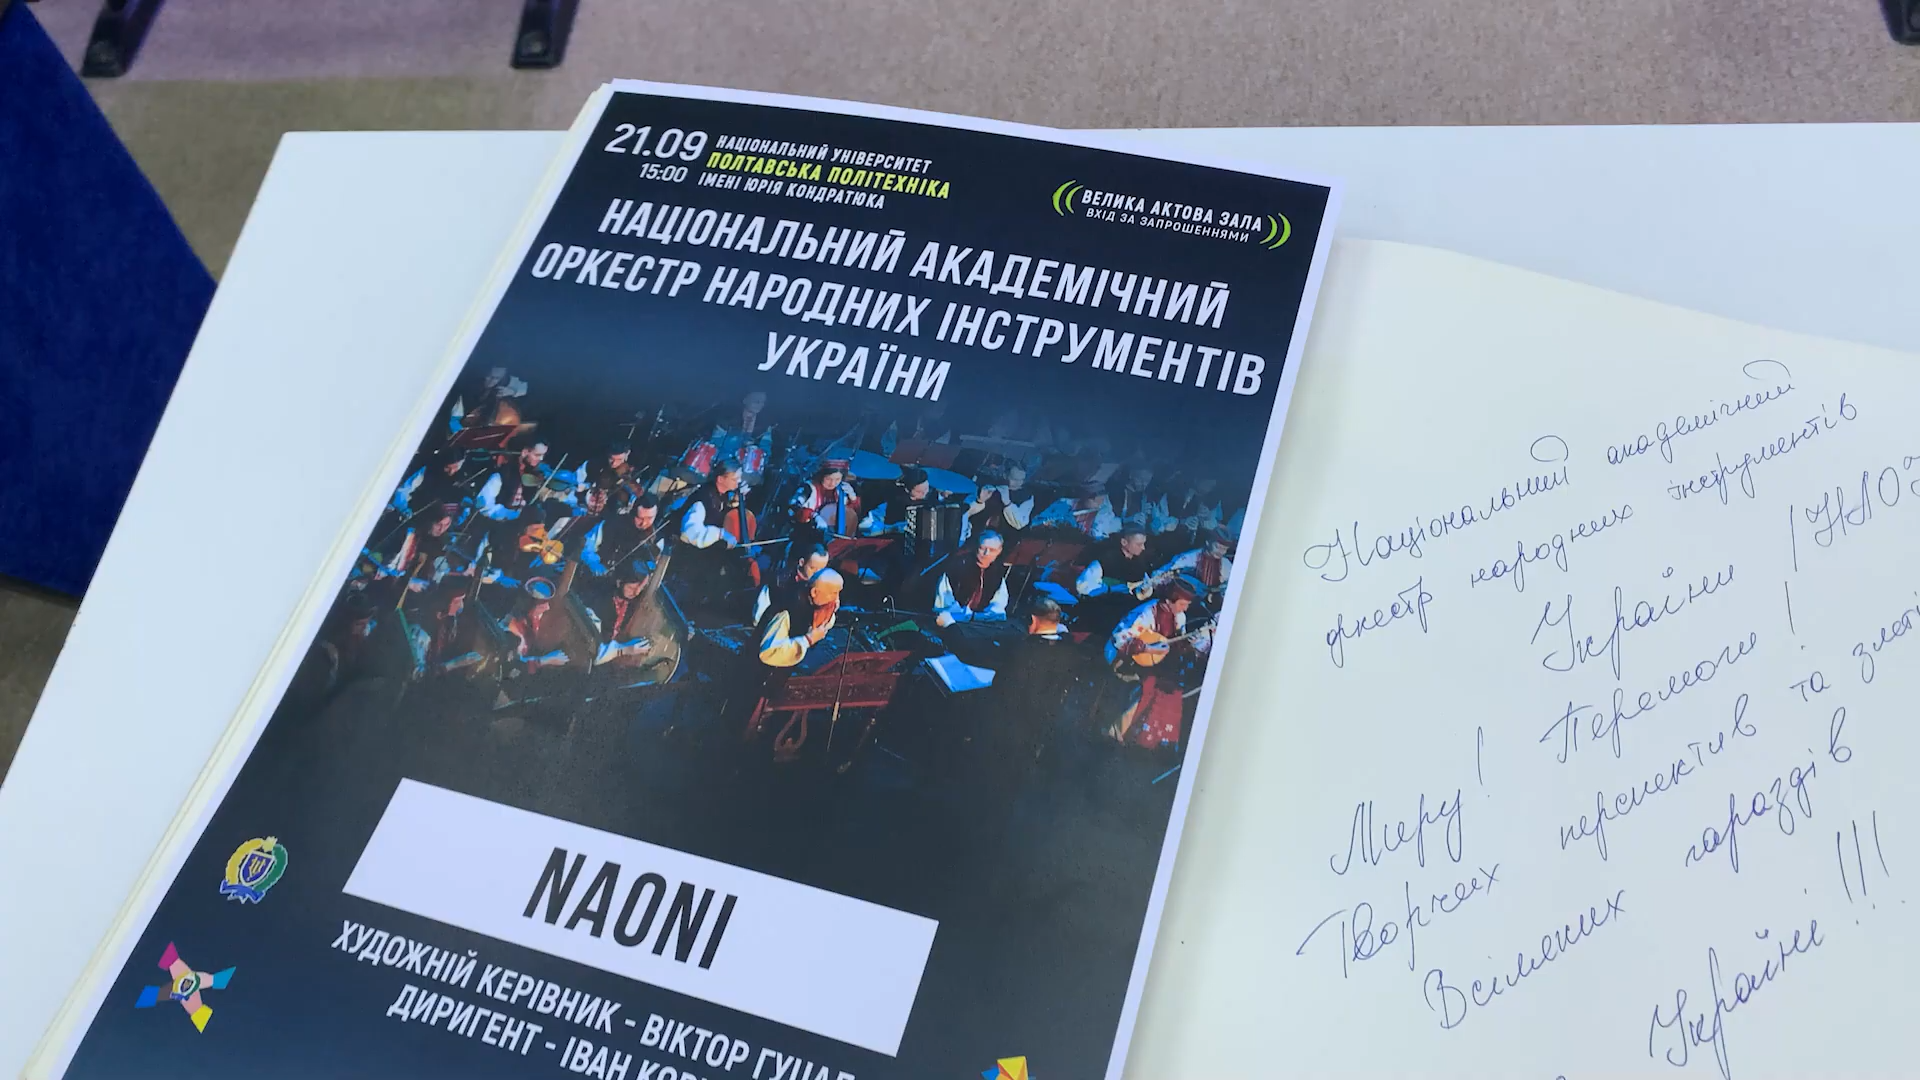 21.09
15:00
НАЦІОНАЛЬНИЙ УНІВЕРСИТЕТ
ПОЛТАВСЬКА ПОЛІТЕХНІКА
ІМЕНІ ЮРІЯ КОНДРАТЮКА
ВЕЛИКА АКТОВА ЗАЛА
ВХІД ЗА ЗАПРОШЕННЯМИ
НАЦІОНАЛЬНИЙ АКАДЕМІЧНИЙ
ОРКЕСТР НАРОДНИХ ІНСТРУМЕНТІВ
УКРАЇНИ
NAONI
ХУДОЖНІЙ КЕРІВНИК - ВІКТОР
ДИРИГЕНТ - ІВАН
Національний академічний
оркестр народних інструментів
України
Миру! Перемоги!
Творчих перспектив та
Всіляких гараздів
Україні!!!